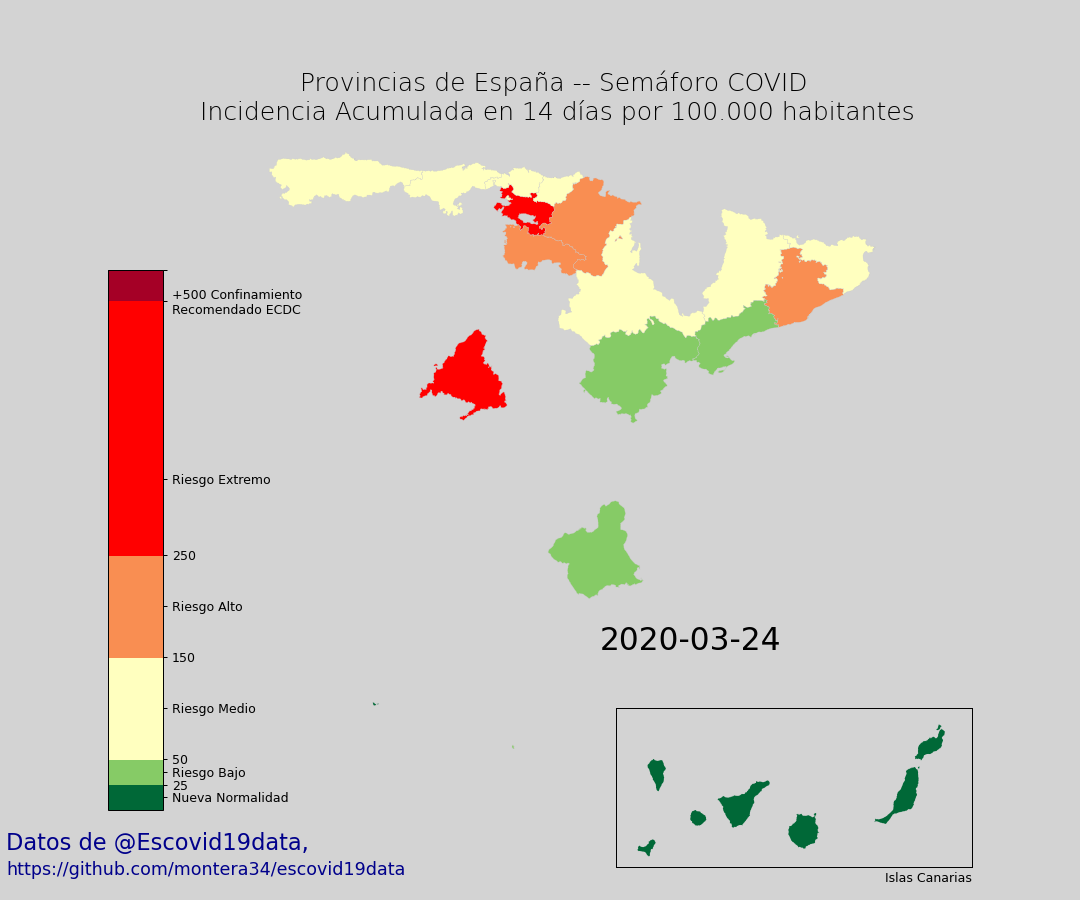 Provincias de España -- Semáforo COVID
Incidencia Acumulada en 14 días por 100.000 habitantes
+500 Confinamiento
Recomendado ECDC
Riesgo Extremo
250
Riesgo Alto
150
Riesgo Medio
50
Riesgo Bajo
25
Nueva Normalidad
2020-03-24
Islas Canarias
Datos de @Escovid19data,
https://github.com/montera34/escovid19data